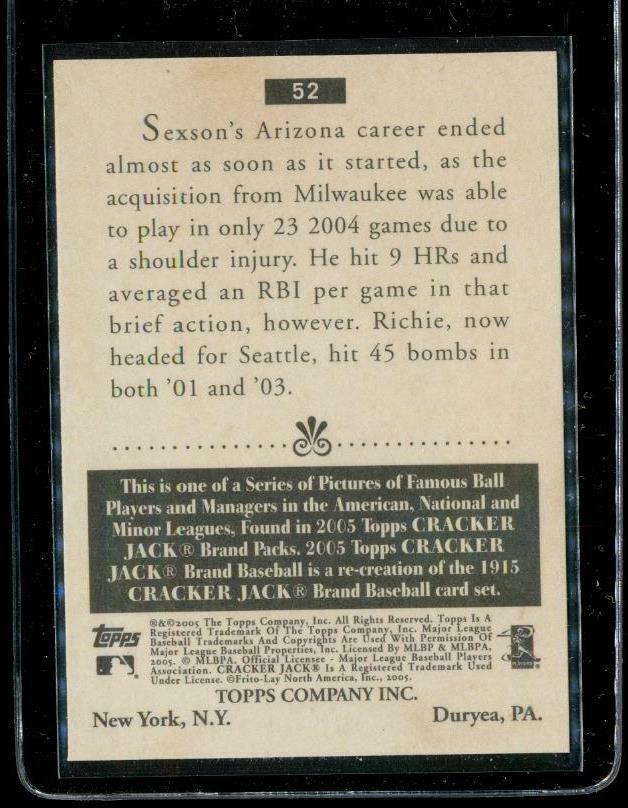 52
Sexson's Arizona career ended
almost as soon as it started, as the
acquisition from Milwaukee was able
to play in only 23 2004 games due to
a shoulder injury. He hit 9 HRs and
averaged an RBI per game in that
brief action, however. Richie, now
headed for Seattle, hit 45 bombs in
both '01 and '03.
This is one of a Series of Pictures of Famous Ball
Players and Managers in the American, National and
Minor Leagues, Found in 2005 Topps CRACKER
JACK® Brand Packs. 2005 Topps CRACKER
JACK® Brand Baseball is a re-creation of the 1915
CRACKER JACK® Brand Baseball card set.
Topps
®&©2005 The Topps Company, Inc. All Rights Reserved. Topps Is A
Registered Trademark Of The Topps Company, Inc. Major League
Baseball Trademarks And Copyrights Are Used With Permission Of
Major League Baseball Properties, Inc. Licensed By MLBP & MLBPA,
2005. © MLBPA. Official Licensee - Major League Baseball Players
Association. CRACKER JACK® Is A Registered Trademark Used
Under License. ©Frito-Lay North America, Inc., 2005.
PLAYERS
TOPPS COMPANY INC.
New York, N.Y. Duryea, PA.